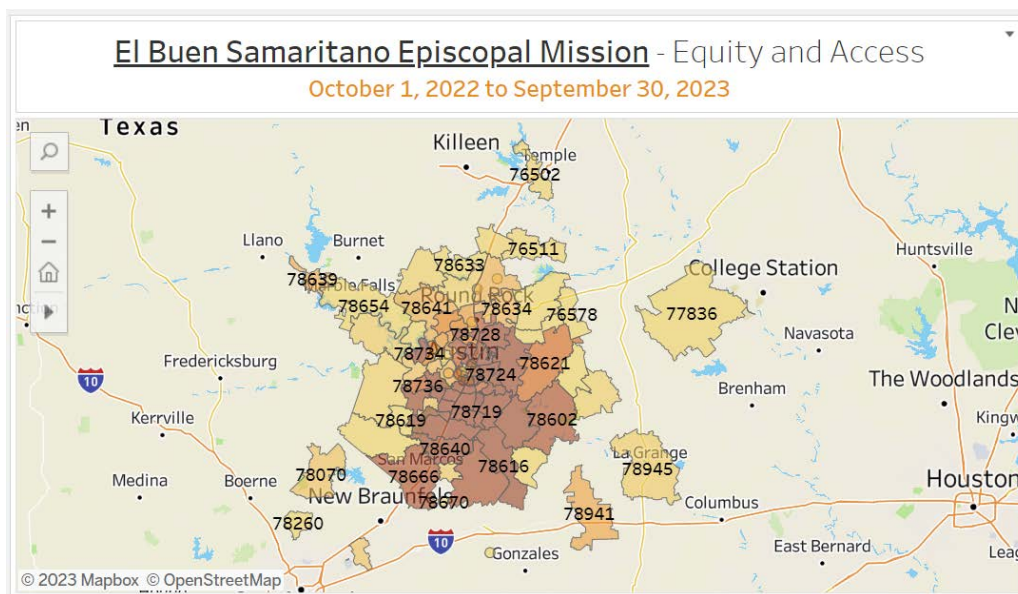 El Buen Samaritano Episcopal Mission - Equity and Access
October 1, 2022 to September 30, 2023
Texas
Killeen
Temple
76502
Llano
Burnet
76511
Huntsville
78633
College Station
78639
78654
78641
Round Rock
78634
76578
77836
78728
Navasota
78734
Austin
78621
Fredericksburg
78724
10
78736
Brenham
The Woodlands
Kerrville
78619
78719
78602
78640
La Grange
San Marcos
78616
78945
Medina
Boerne
78070
78666
Houston
New Braunfels
78670
Columbus
78260
78941
10
Gonzales
East Bernard
© 2023 Mapbox © OpenStreetMap